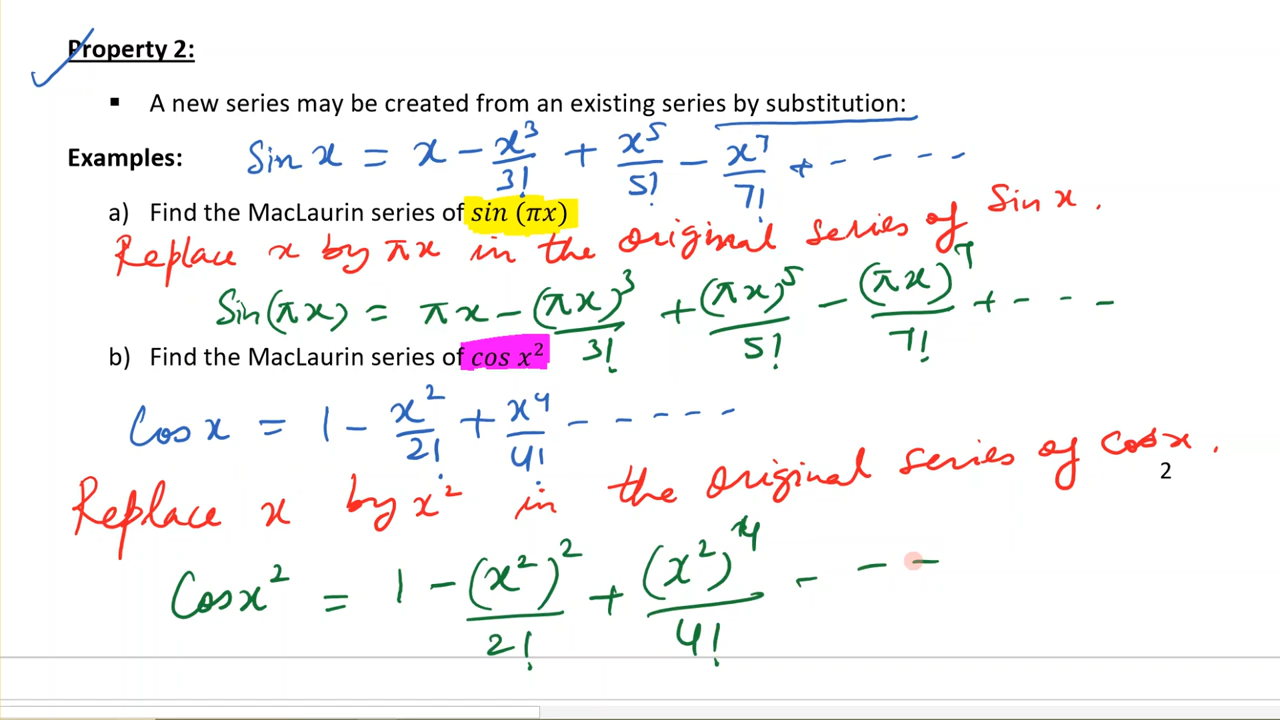 Property 2:
▪ A new series may be created from an existing series by substitution:
Examples: Sin x = x - x³/3! + x⁵/5! - x⁷/7! + - - - -
a) Find the MacLaurin series of sin (πx)
Replace x by πx in the original series of Sin x.
Sin(πx) = πx - (πx)³/3! + (πx)⁵/5! - (πx)⁷/7! + - - -
b) Find the MacLaurin series of cos x²
Cos x = 1 - x²/2! + x⁴/4! - - - - - -
Replace x by x² in the original series of cos x.
2
Cos x² = 1 - (x²)²/2! + (x²)⁴/4! - - -